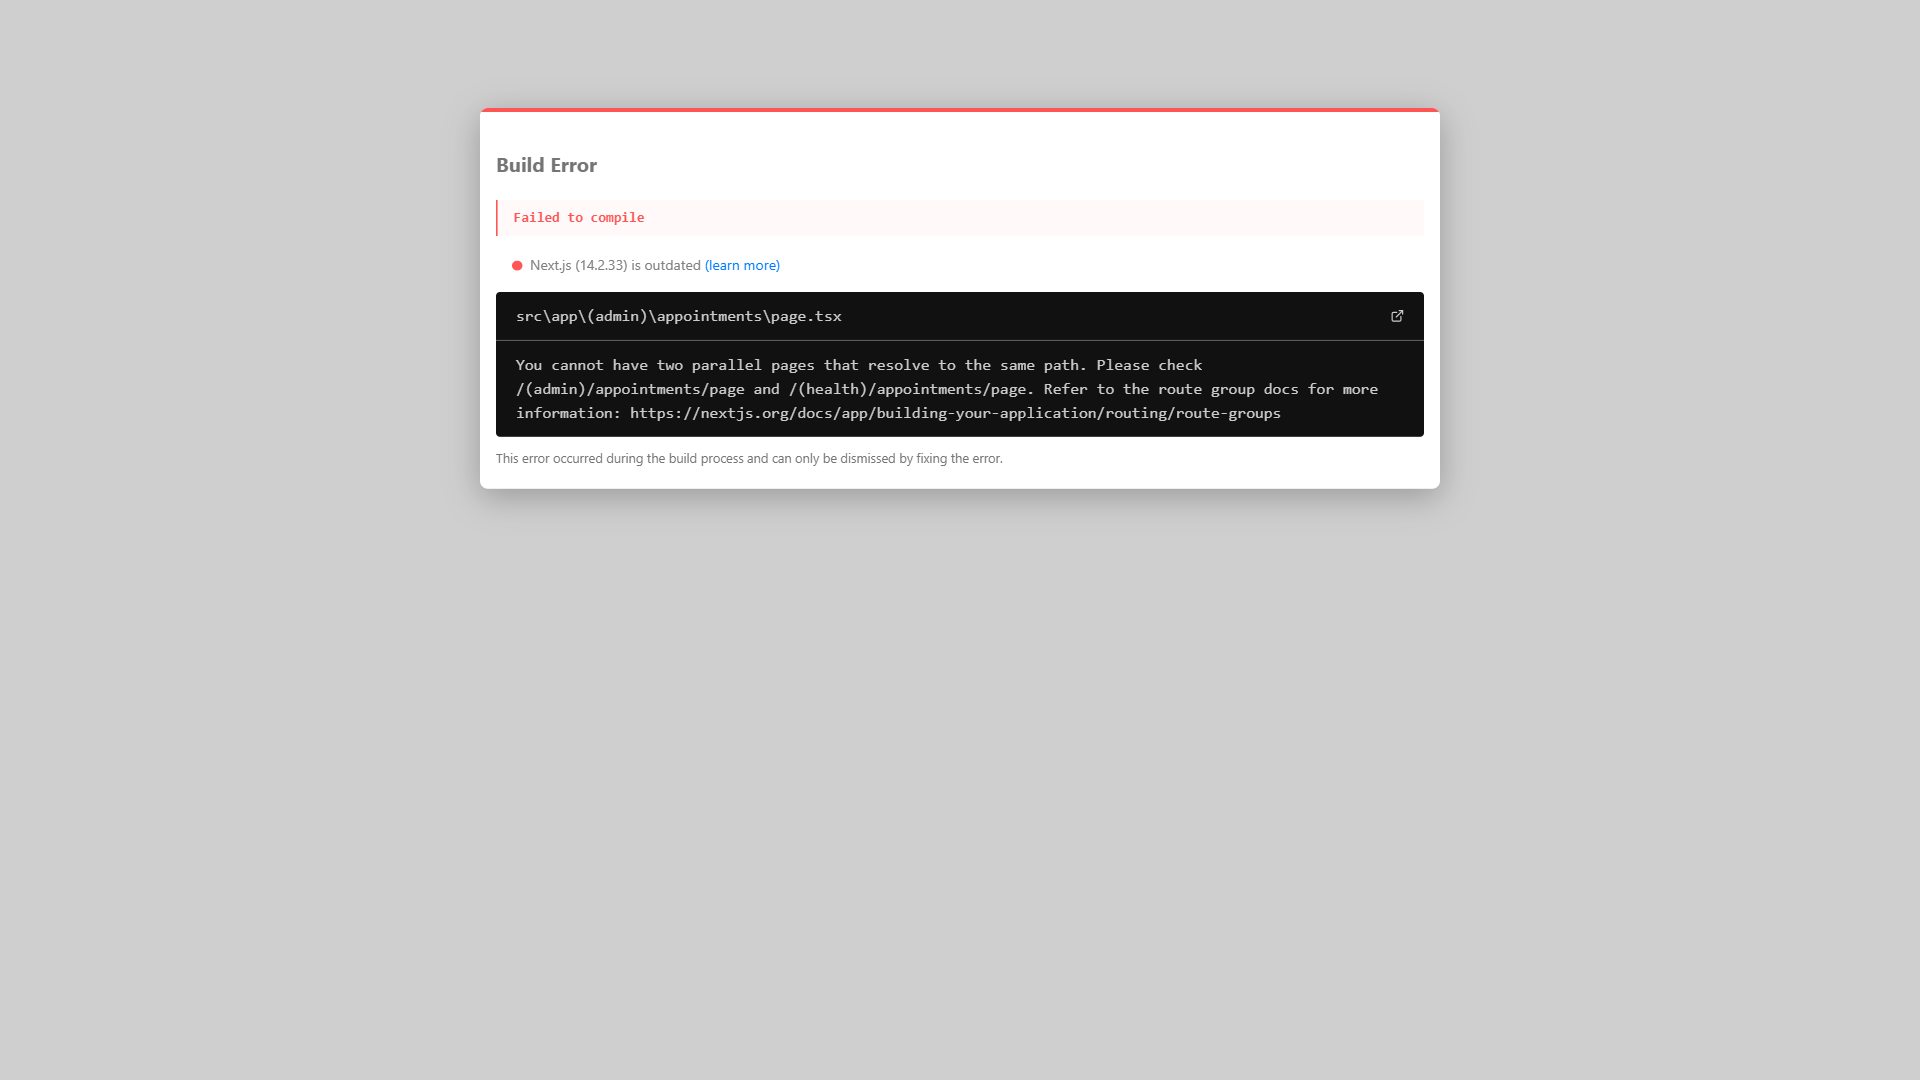 Build Error
Failed to compile
Next.js (14.2.33) is outdated (learn more)
src\app\(admin)\appointments\page.tsx
You cannot have two parallel pages that resolve to the same path. Please check
/(admin)/appointments/page and /(health)/appointments/page. Refer to the route group docs for more
information: https://nextjs.org/docs/app/building-your-application/routing/route-groups
This error occurred during the build process and can only be dismissed by fixing the error.